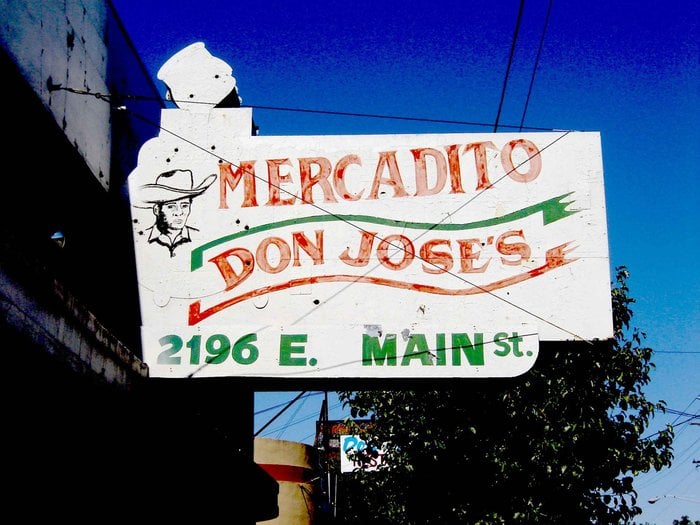 MERCADITO
DON JOSE'S
2196 E. MAIN St.